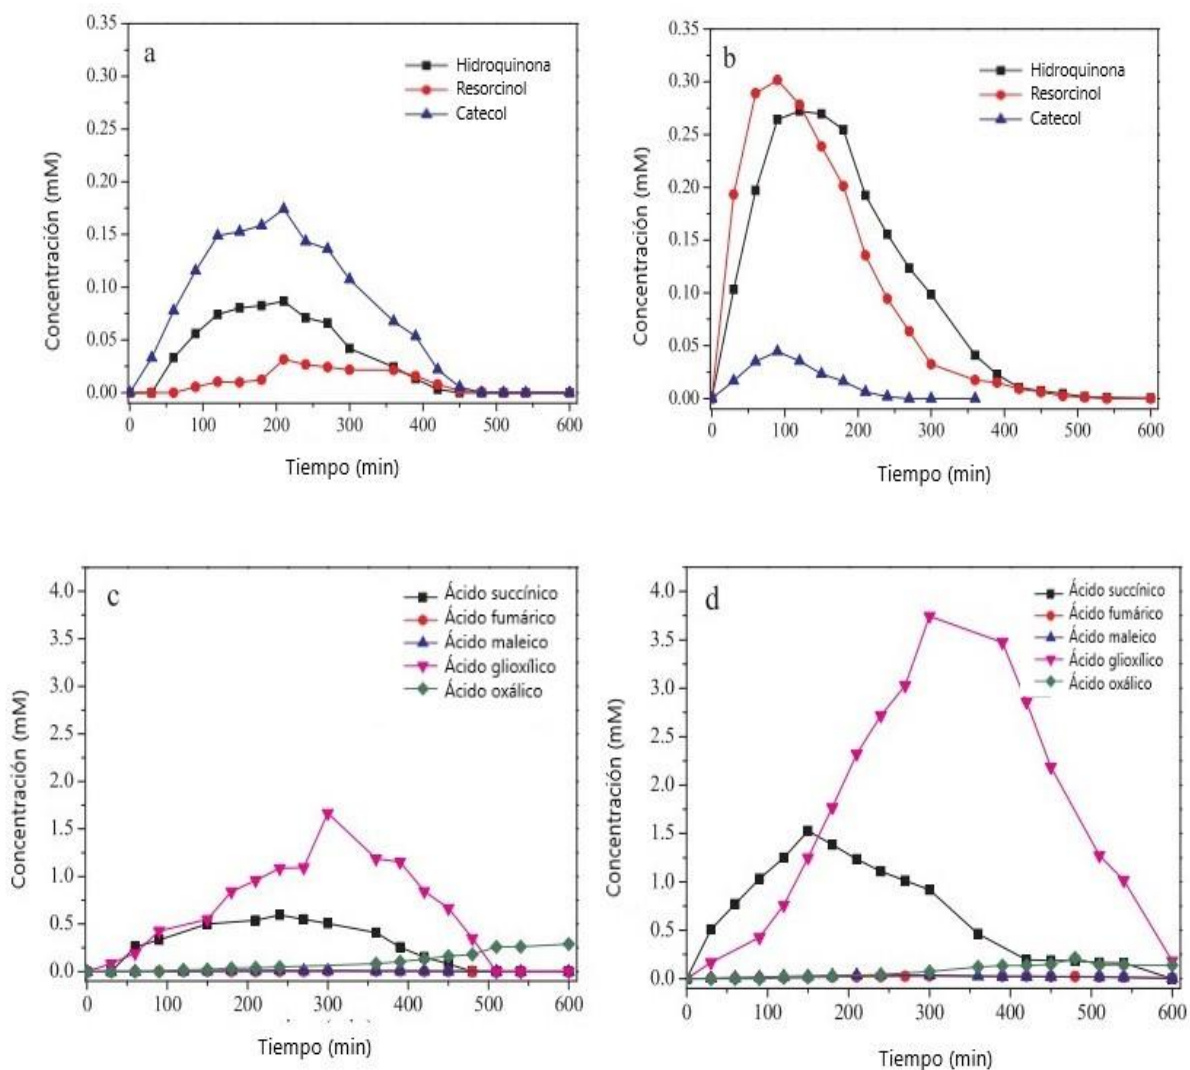 a
Hidroquinona
Resorcinol
Catecol
0.35
0.30
0.25
0.20
0.15
0.10
0.05
0.00
Concentración (mM)
0 100 200 300 400 500 600
Tiempo (min)
b
Hidroquinona
Resorcinol
Catecol
0.35
0.30
0.25
0.20
0.15
0.10
0.05
0.00
Concentración (mM)
0 100 200 300 400 500 600
Tiempo (min)
c
Ácido succínico
Ácido fumárico
Ácido maleico
Ácido glioxílico
Ácido oxálico
4.0
3.5
3.0
2.5
2.0
1.5
1.0
0.5
0.0
Concentración (mM)
0 100 200 300 400 500 600
Tiempo (min)
d
Ácido succínico
Ácido fumárico
Ácido maleico
Ácido glioxílico
Ácido oxálico
4.0
3.5
3.0
2.5
2.0
1.5
1.0
0.5
0.0
Concentración (mM)
0 100 200 300 400 500 600
Tiempo (min)